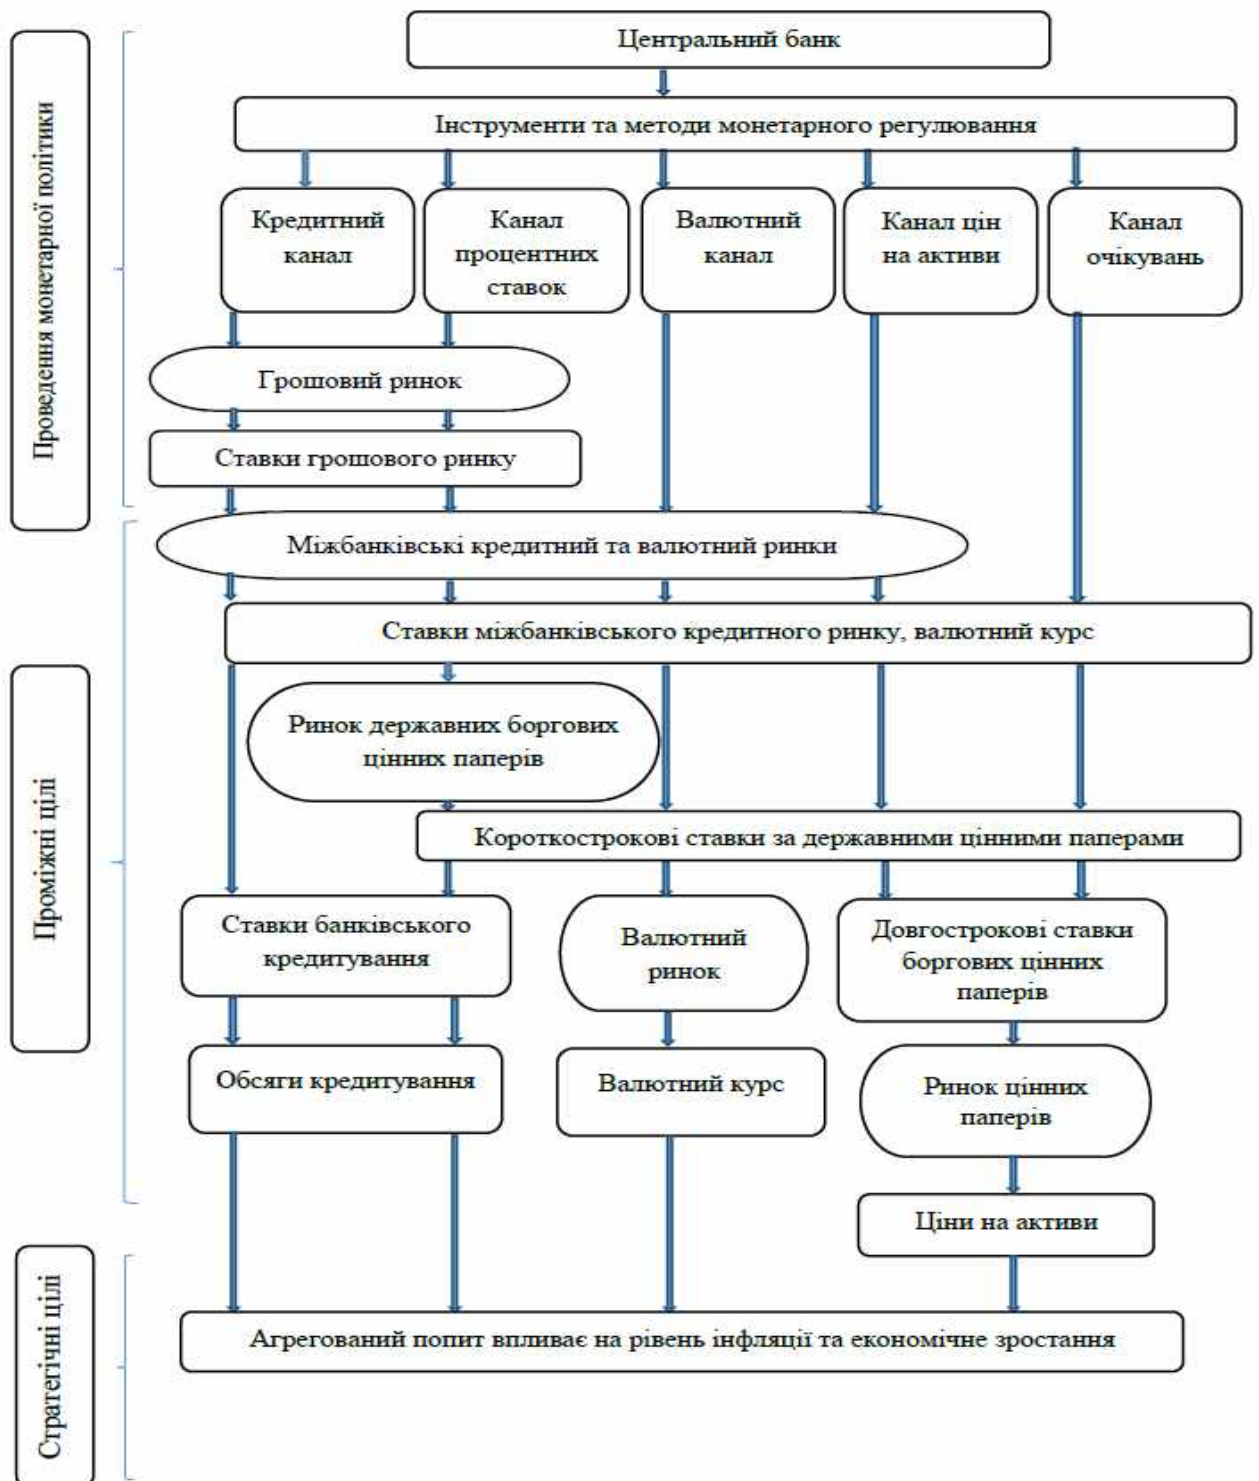 Проведення монетарної політики
Центральний банк
Інструменти та методи монетарного регулювання
Кредитний
канал
Канал
процентних
ставок
Валютний
канал
Канал цін
на активи
Канал
очікувань
Грошовий ринок
Ставки грошового ринку
Проміжні цілі
Міжбанківські кредитний та валютний ринки
Ставки міжбанківського кредитного ринку, валютний курс
Ринок державних боргових
цінних паперів
Короткострокові ставки за державними цінними паперами
Ставки банківського
кредитування
Валютний
ринок
Довгострокові ставки
боргових цінних
паперів
Обсяги кредитування
Валютний курс
Ринок цінних
паперів
Ціни на активи
Стратегічні цілі
Агрегований попит впливає на рівень інфляції та економічне зростання